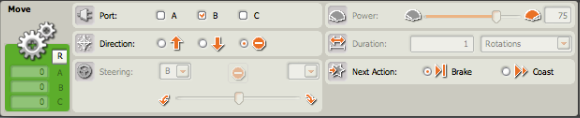 Move
Port: A B C
Power: 75
Direction:
Duration: 1 Rotations
Steering: B
Next Action: Brake Coast
R
0 A
0 B
0 C